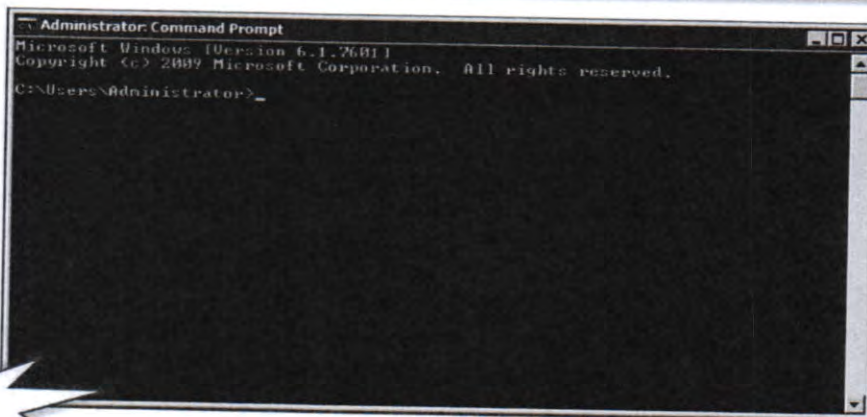 Administrator: Command Prompt
Microsoft Windows [Version 6.1.7601]
Copyright (c) 2009 Microsoft Corporation. All rights reserved.
C:\Users\Administrator>_